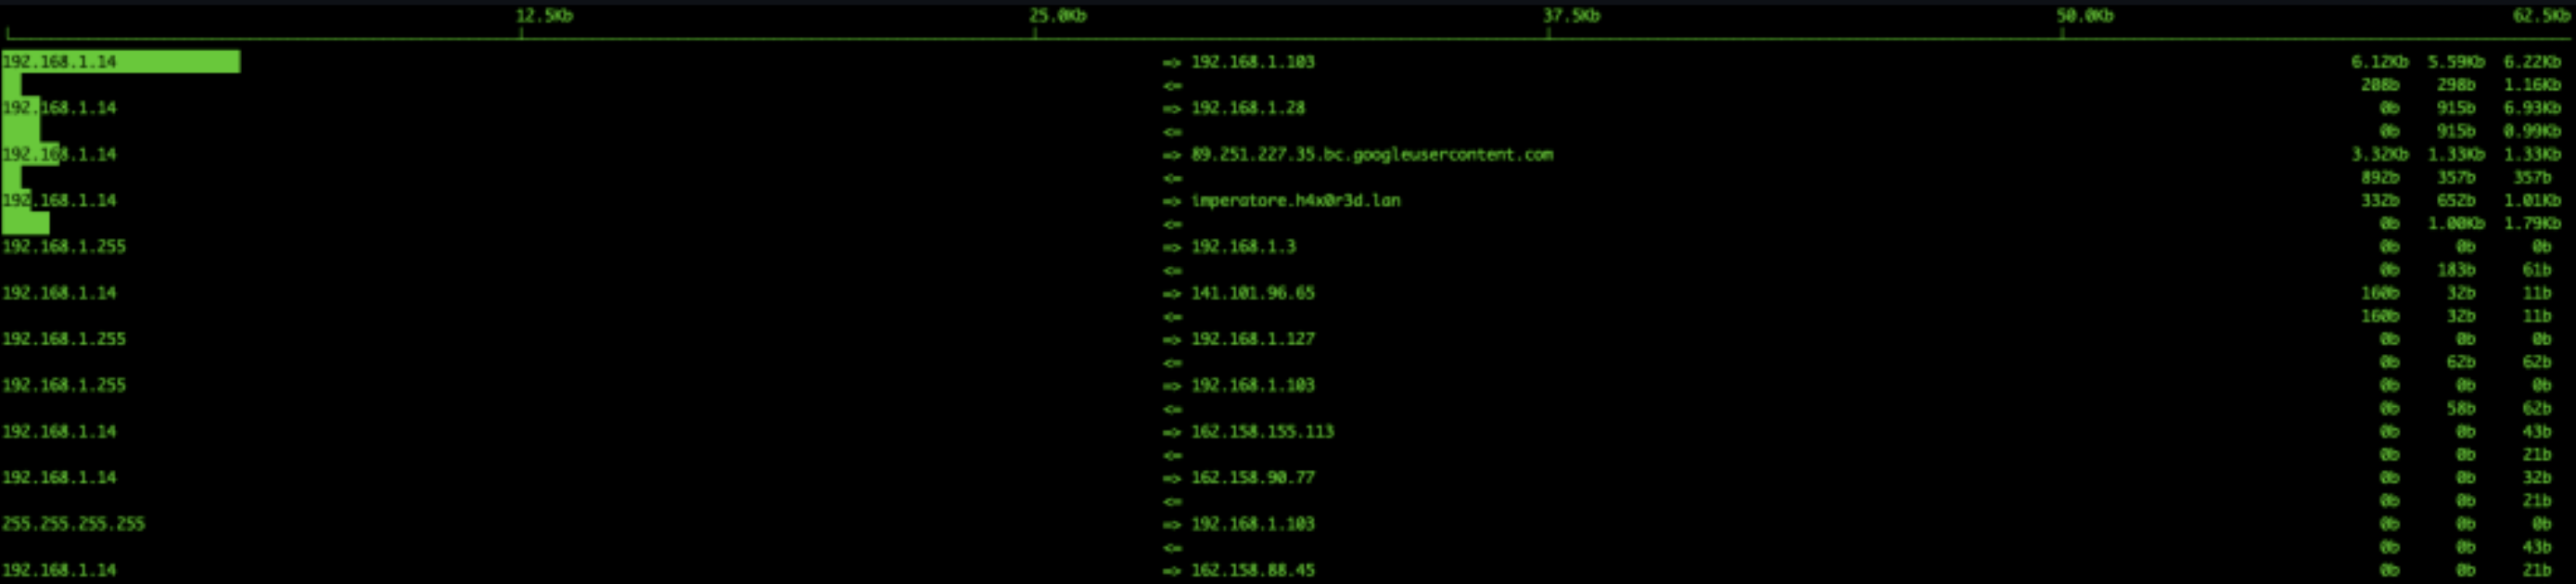 12.5Kb 25.0Kb 37.5Kb 50.0Kb 62.5Kb
192.168.1.14 => 192.168.1.103 6.12Kb 5.59Kb 6.22Kb
<= 208b 298b 1.16Kb
192.168.1.14 => 192.168.1.28 0b 915b 6.93Kb
<= 0b 915b 0.99Kb
192.168.1.14 => 89.251.227.35.bc.googleusercontent.com 3.32Kb 1.33Kb 1.33Kb
<= 892b 357b 357b
192.168.1.14 => imperatore.h4x0r3d.lan 332b 652b 1.01Kb
<= 0b 1.00Kb 1.79Kb
192.168.1.255 => 192.168.1.3 0b 0b 0b
<= 0b 183b 61b
192.168.1.14 => 141.101.96.65 160b 32b 11b
<= 160b 32b 11b
192.168.1.255 => 192.168.1.127 0b 0b 0b
<= 0b 62b 62b
192.168.1.255 => 192.168.1.103 0b 0b 0b
<= 0b 58b 62b
192.168.1.14 => 162.158.155.113 0b 0b 43b
<= 0b 0b 21b
192.168.1.14 => 162.158.90.77 0b 0b 32b
<= 0b 0b 21b
255.255.255.255 => 192.168.1.103 0b 0b 0b
<= 0b 0b 43b
192.168.1.14 => 162.158.88.45 0b 0b 21b